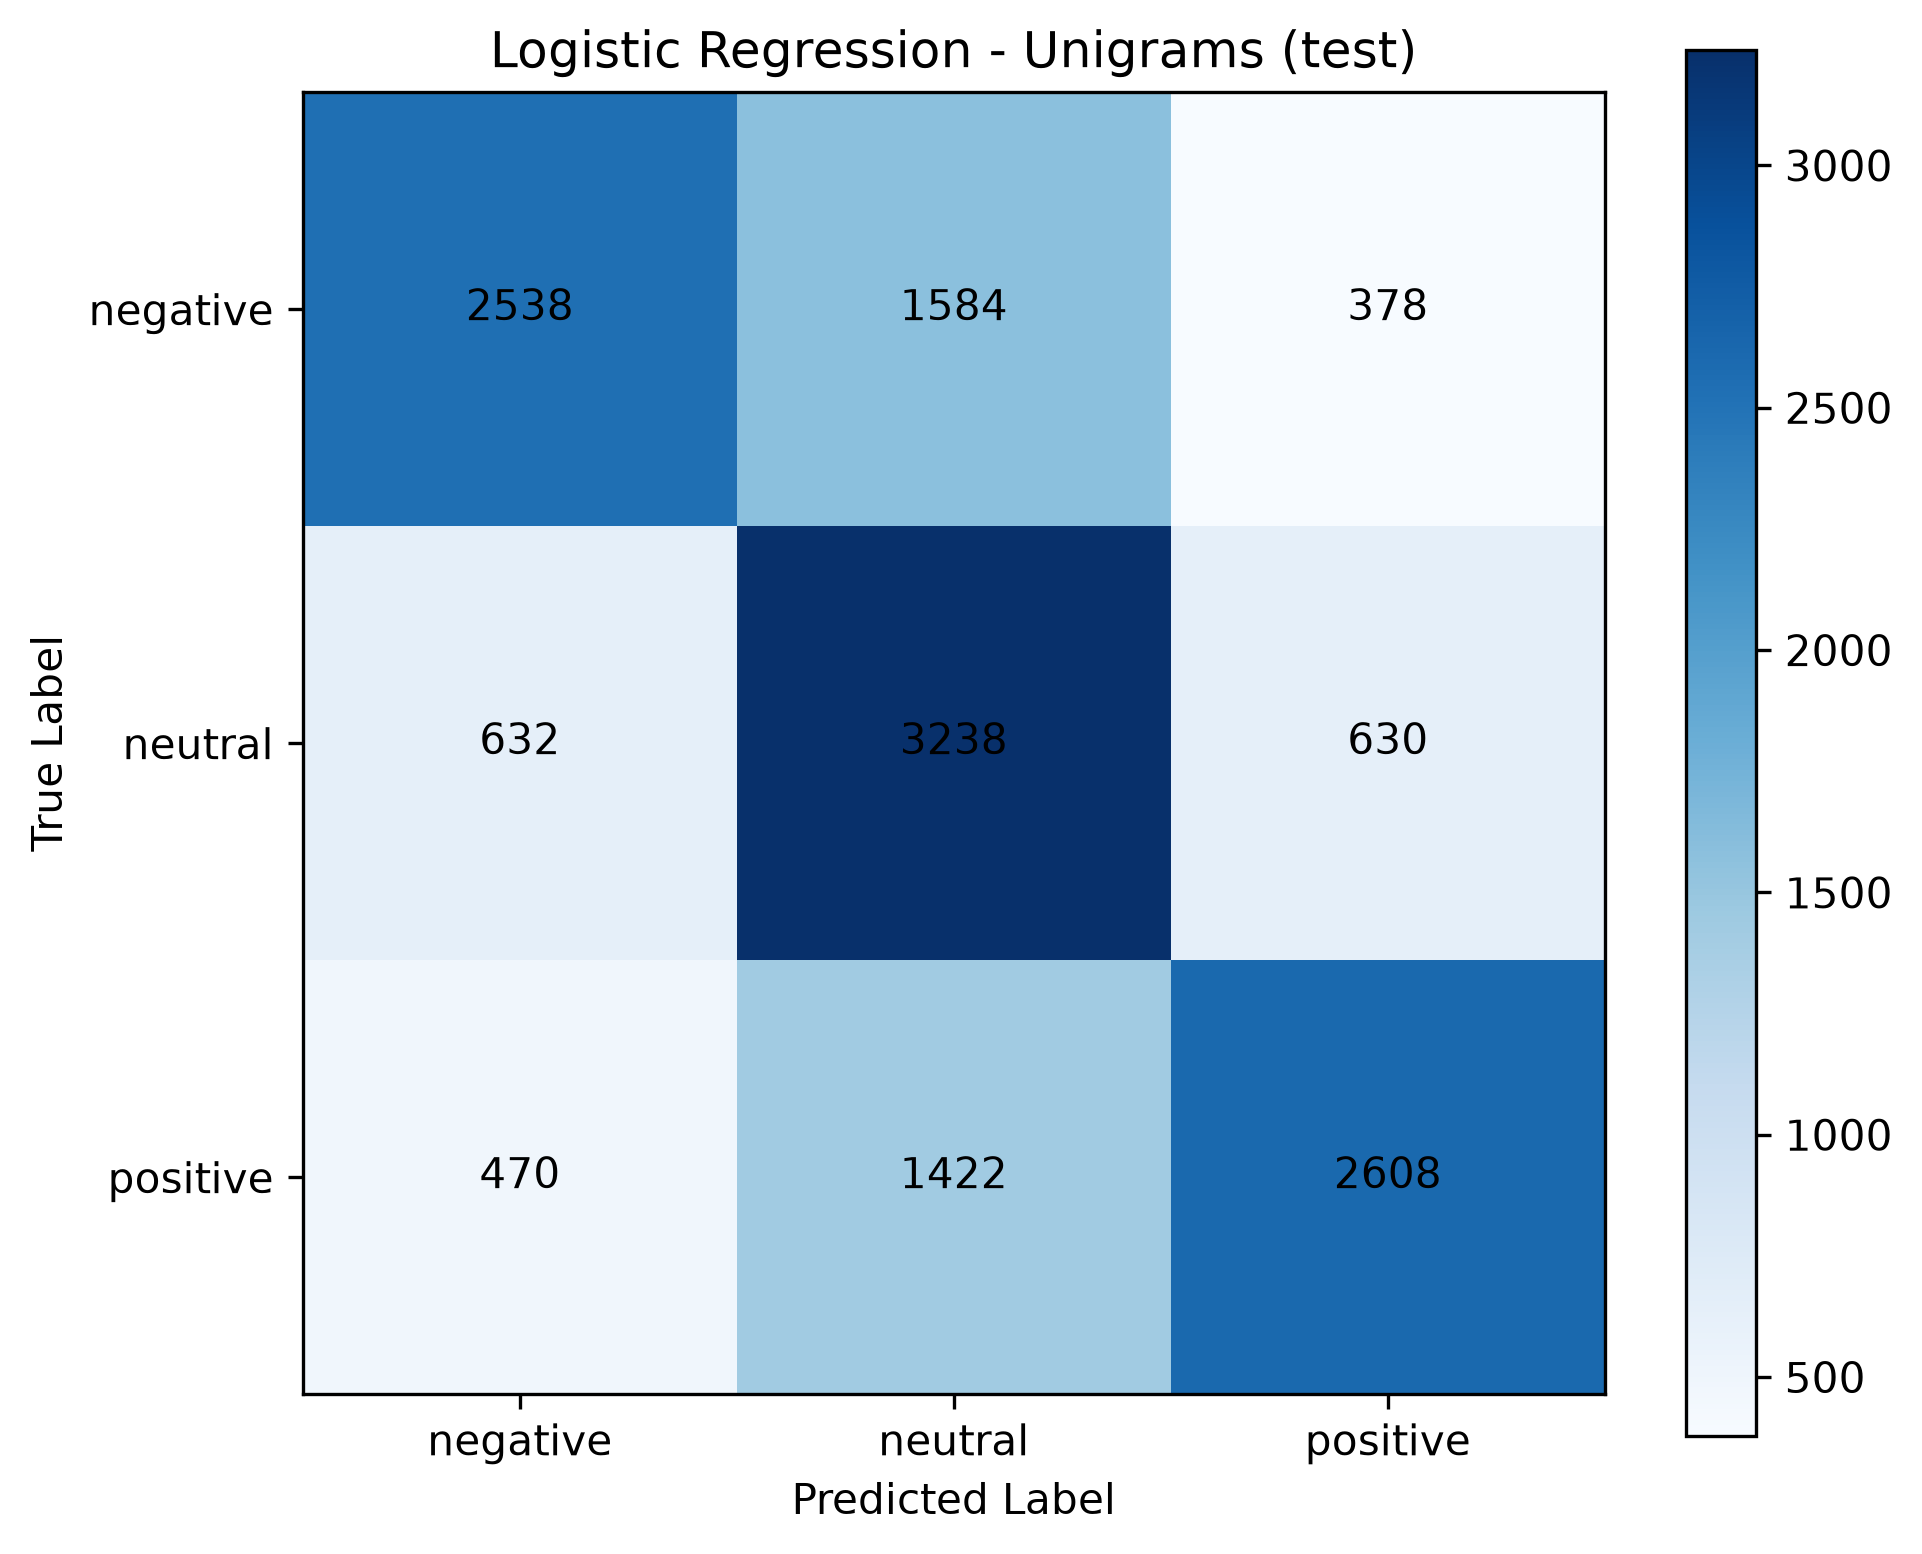 Logistic Regression - Unigrams (test)
negative 2538 1584 378
neutral 632 3238 630
positive 470 1422 2608
negative neutral positive
Predicted Label
True Label
3000
2500
2000
1500
1000
500